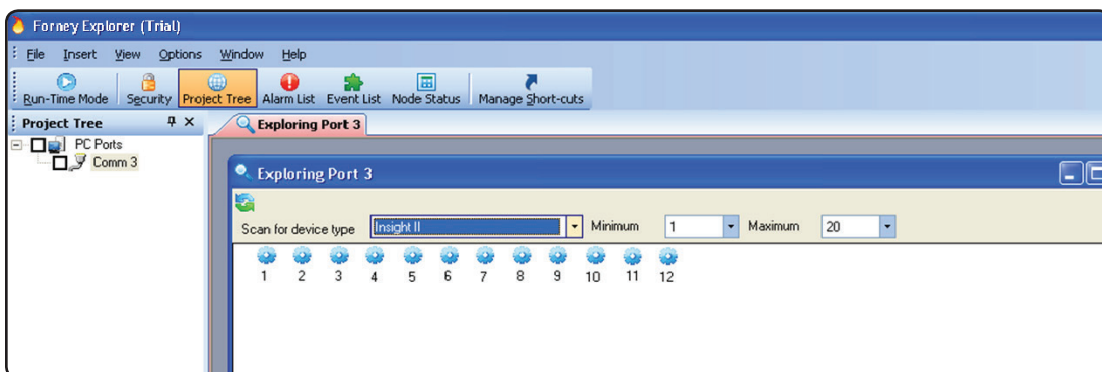 Forney Explorer (Trial)
File Insert View Options Window Help
Run-Time Mode Security Project Tree Alarm List Event List Node Status Manage Short-cuts
Project Tree
Exploring Port 3
PC Ports
Comm 3
Exploring Port 3
Scan for device type Insight II Minimum 1 Maximum 20
1 2 3 4 5 6 7 8 9 10 11 12